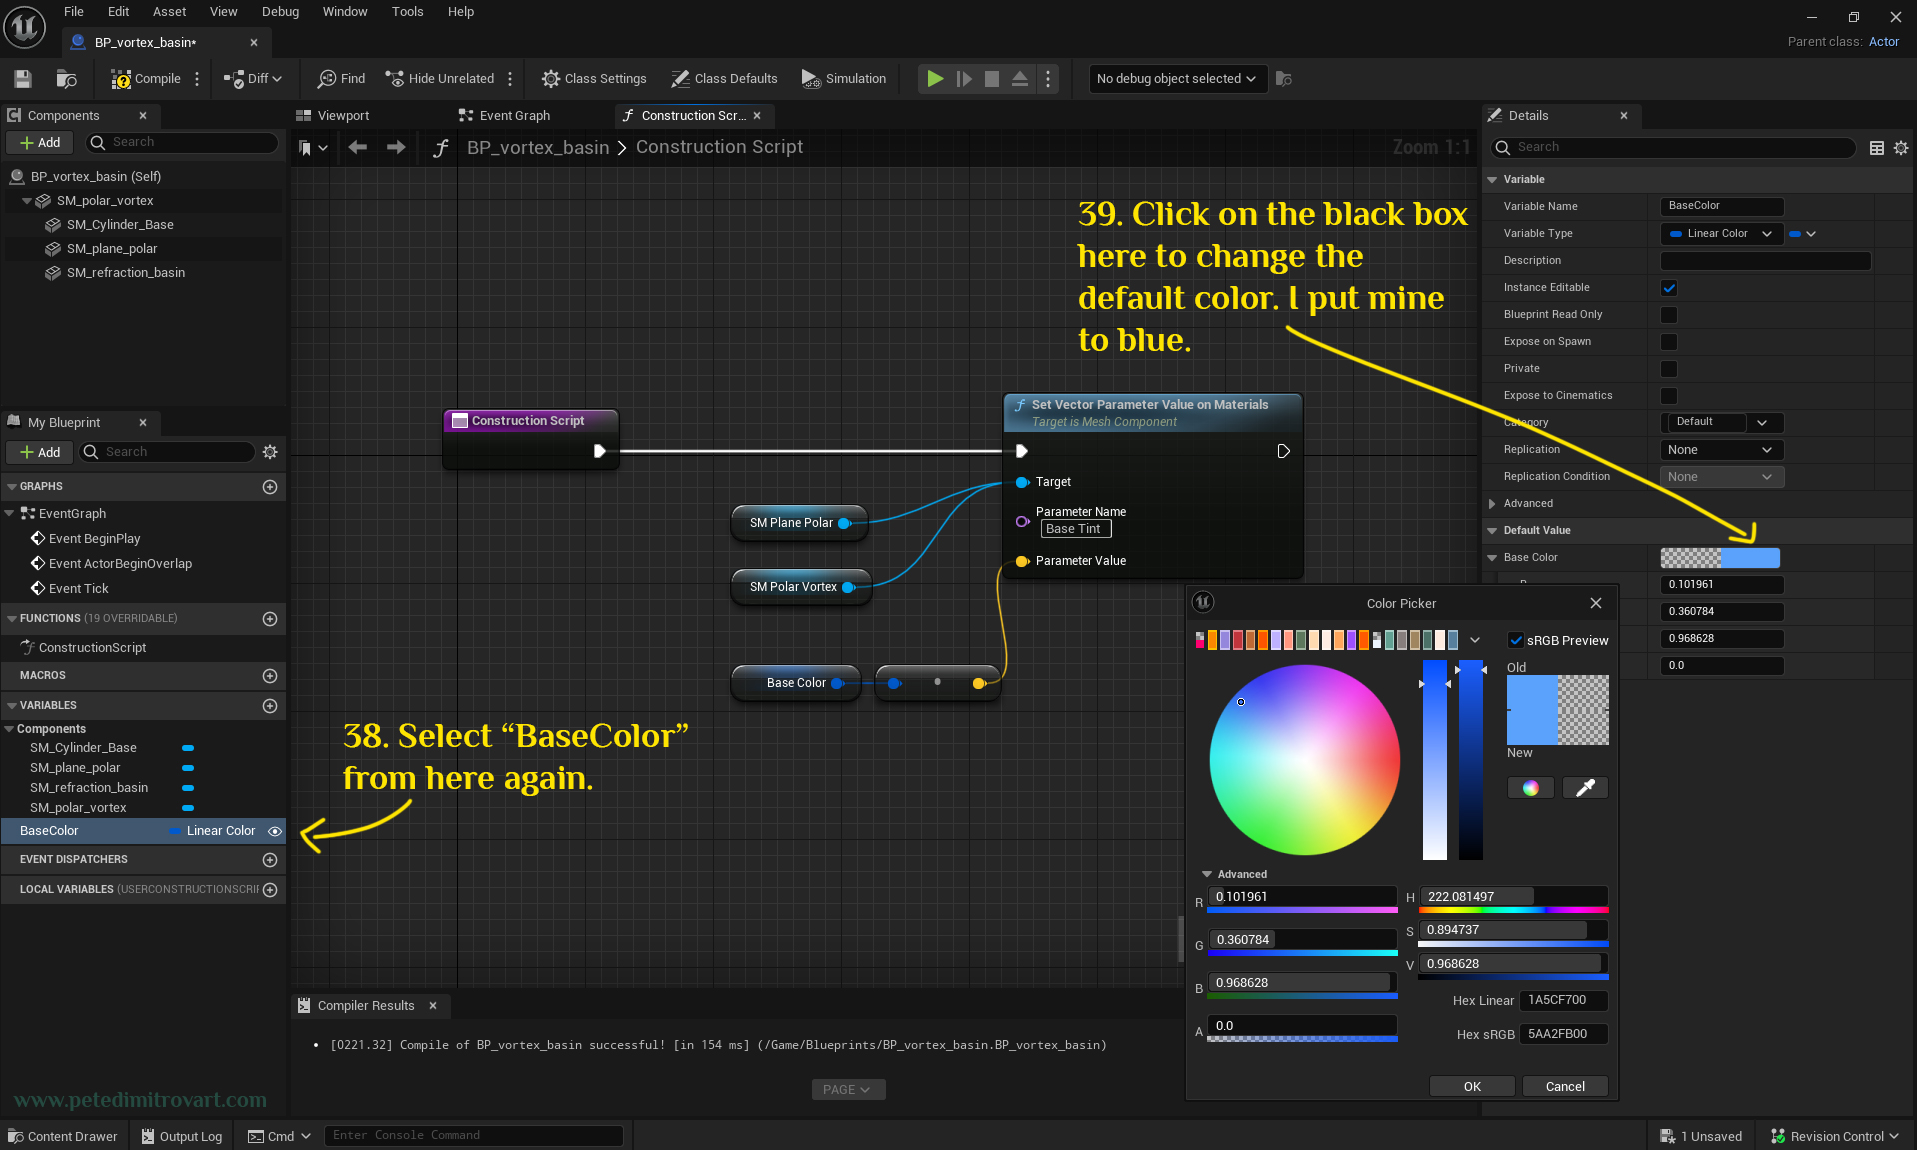 File Edit Asset View Debug Window Tools Help
BP_vortex_basin*
Parent class: Actor
Compile
Diff
Find
Hide Unrelated
Class Settings
Class Defaults
Simulation
No debug object selected
Components
Add
Search
BP_vortex_basin (Self)
SM_polar_vortex
SM_Cylinder_Base
SM_plane_polar
SM_refraction_basin
My Blueprint
Add
Search
GRAPHS
EventGraph
Event BeginPlay
Event ActorBeginOverlap
Event Tick
FUNCTIONS (19 OVERRIDABLE)
ConstructionScript
MACROS
VARIABLES
Components
SM_Cylinder_Base
SM_plane_polar
SM_refraction_basin
SM_polar_vortex
BaseColor Linear Color
EVENT DISPATCHERS
LOCAL VARIABLES (USERCONSTRUCTIONSCRI
www.petedimitrovart.com
Viewport
Event Graph
Construction Scr...
BP_vortex_basin > Construction Script
Zoom 1:1
39. Click on the black box
here to change the
default color. I put mine
to blue.
Construction Script
Set Vector Parameter Value on Materials
Target is Mesh Component
Target
Parameter Name
Base Tint
Parameter Value
SM Plane Polar
SM Polar Vortex
Base Color
38. Select “BaseColor”
from here again.
Compiler Results
• [0221.32] Compile of BP_vortex_basin successful! [in 154 ms] (/Game/Blueprints/BP_vortex_basin.BP_vortex_basin)
PAGE
Details
Search
Variable
Variable Name BaseColor
Variable Type Linear Color
Description
Instance Editable
Blueprint Read Only
Expose on Spawn
Private
Expose to Cinematics
Category Default
Replication None
Replication Condition None
Advanced
Default Value
Base Color
0.101961
0.360784
0.968628
0.0
Color Picker
sRGB Preview
Old
New
Advanced
R 0.101961
G 0.360784
B 0.968628
A 0.0
H 222.081497
S 0.894737
V 0.968628
Hex Linear 1A5CF700
Hex sRGB 5AA2FB00
OK
Cancel
Content Drawer
Output Log
Cmd
Enter Console Command
1 Unsaved
Revision Control